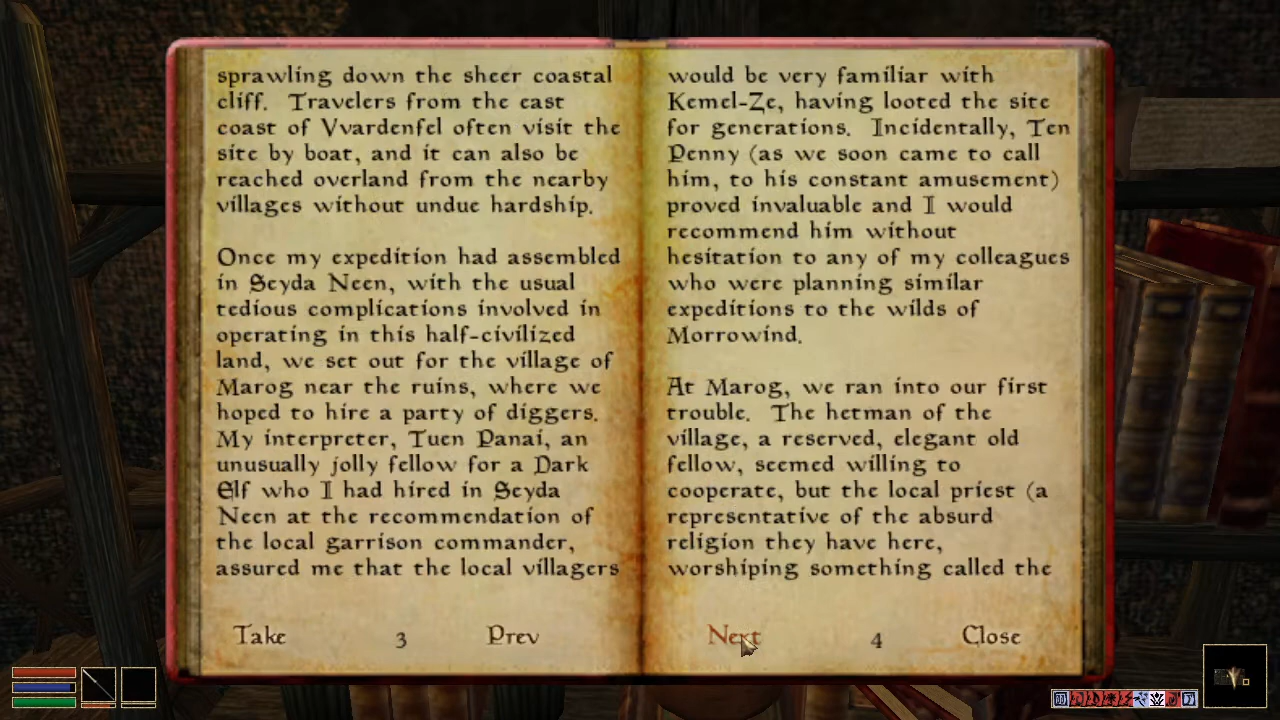 sprawling down the sheer coastal
cliff. Travelers from the east
coast of Vvardenfel often visit the
site by boat, and it can also be
reached overland from the nearby
villages without undue hardship.
Once my expedition had assembled
in Seyda Neen, with the usual
tedious complications involved in
operating in this half-civilized
land, we set out for the village of
Marog near the ruins, where we
hoped to hire a party of diggers.
My interpreter, Tuen Panai, an
unusually jolly fellow for a Dark
Elf who I had hired in Seyda
Neen at the recommendation of
the local garrison commander,
assured me that the local villagers
would be very familiar with
Kemel-Ze, having looted the site
for generations. Incidentally, Ten
Penny (as we soon came to call
him, to his constant amusement)
proved invaluable and I would
recommend him without
hesitation to any of my colleagues
who were planning similar
expeditions to the wilds of
Morrowind.
At Marog, we ran into our first
trouble. The hetman of the
village, a reserved, elegant old
fellow, seemed willing to
cooperate, but the local priest (a
representative of the absurd
religion they have here,
worshiping something called the
Take 3 Prev Next 4 Close